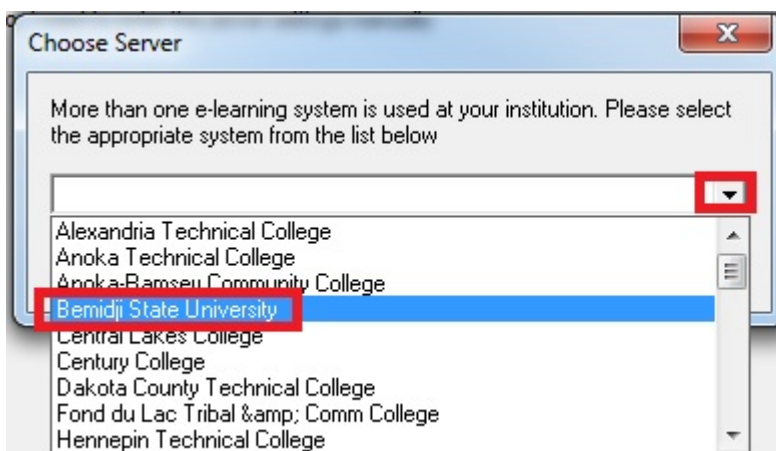 Choose Server
More than one e-learning system is used at your institution. Please select
the appropriate system from the list below
Alexandria Technical College
Anoka Technical College
Anoka-Ramsey Community College
Bemidji State University
Central Lakes College
Century College
Dakota County Technical College
Fond du Lac Tribal &amp; Comm College
Hennepin Technical College